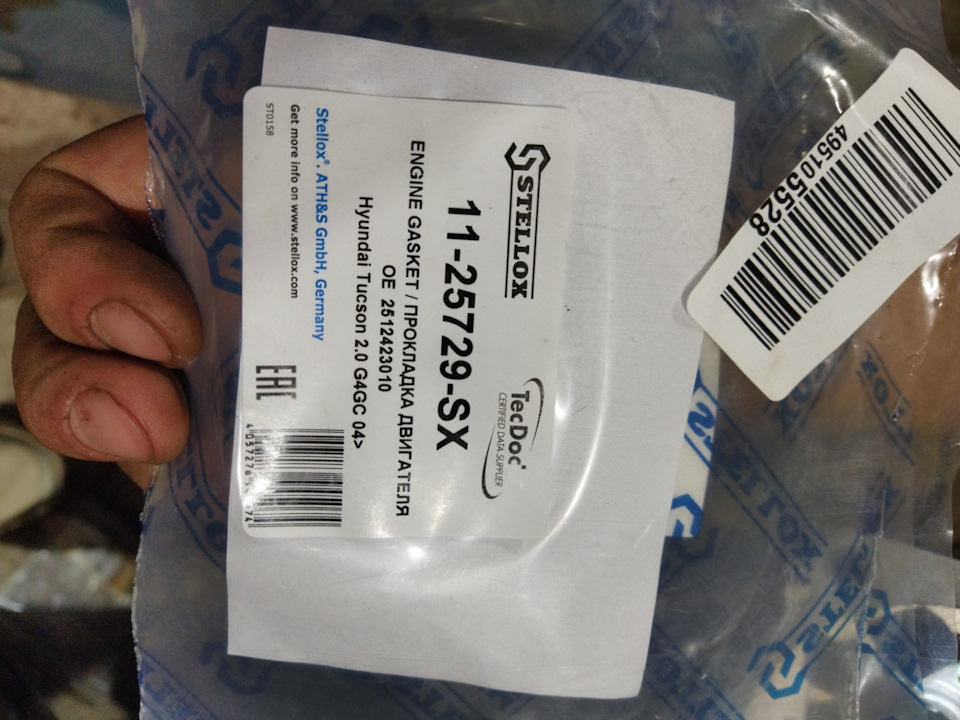 STELLOX
TecDoc
CERTIFIED DATA SUPPLIER
11-25729-SX
ENGINE GASKET / ПРОКЛАДКА ДВИГАТЕЛЯ
OE 2512423010
Hyundai Tucson 2.0 G4GC 04>
Stellox®. ATH&S GmbH, Germany
Get more info on www.stellox.com
ST0158
EAC
4951055528
STELLOX